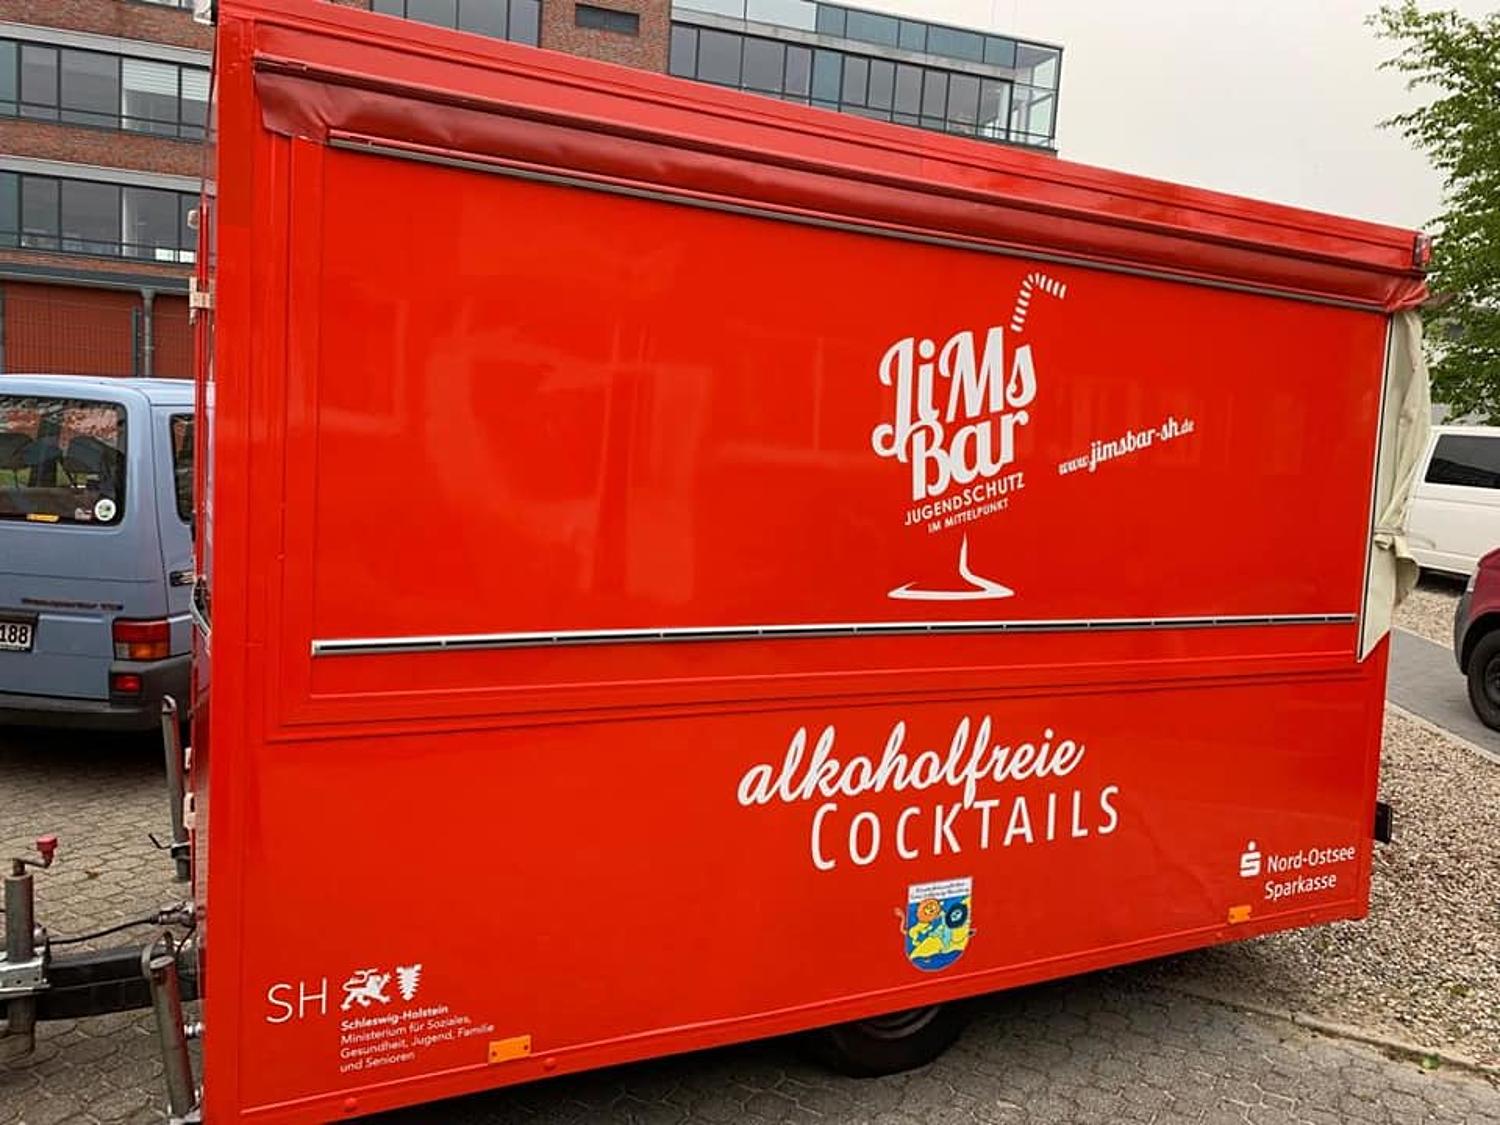 JiMs
Bar
JUGENDSCHUTZ
IM MITTELPUNKT
www.jimsbar-sh.de
alkoholfreie
COCKTAILS
Nord-Ostsee
Sparkasse
SH
Schleswig-Holstein
Ministerium für Soziales,
Gesundheit, Jugend, Familie
und Senioren
188